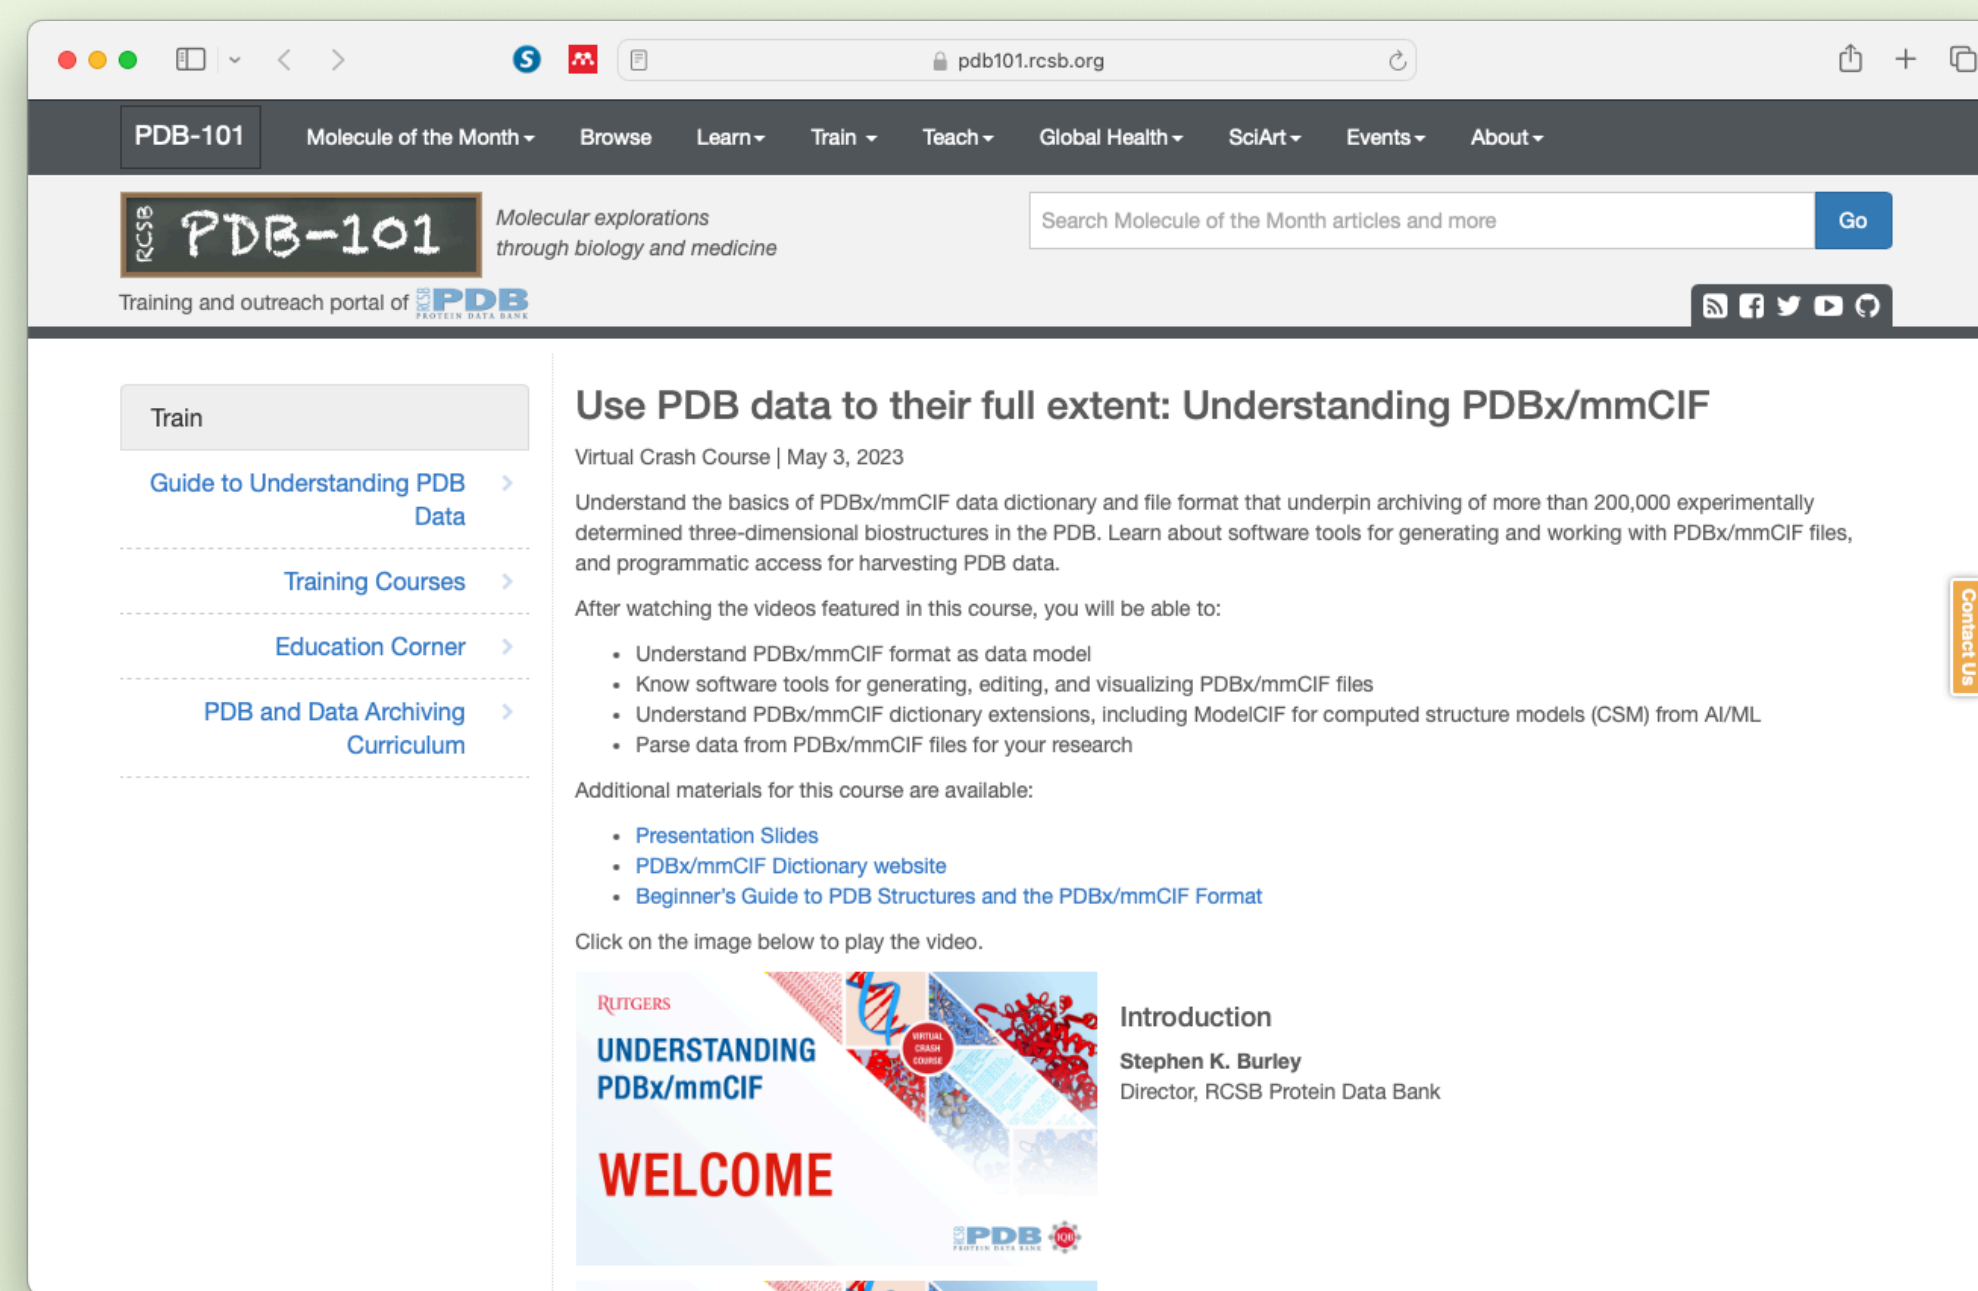 pdb101.rcsb.org
PDB-101 Molecule of the Month Browse Learn Train Teach Global Health SciArt Events About
RCSB PDB-101
Molecular explorations
through biology and medicine
Search Molecule of the Month articles and more Go
Training and outreach portal of RCSB PDB
PROTEIN DATA BANK
Train
Guide to Understanding PDB
Data
Training Courses
Education Corner
PDB and Data Archiving
Curriculum
Use PDB data to their full extent: Understanding PDBx/mmCIF
Virtual Crash Course | May 3, 2023
Understand the basics of PDBx/mmCIF data dictionary and file format that underpin archiving of more than 200,000 experimentally
determined three-dimensional biostructures in the PDB. Learn about software tools for generating and working with PDBx/mmCIF files,
and programmatic access for harvesting PDB data.
After watching the videos featured in this course, you will be able to:
• Understand PDBx/mmCIF format as data model
• Know software tools for generating, editing, and visualizing PDBx/mmCIF files
• Understand PDBx/mmCIF dictionary extensions, including ModelCIF for computed structure models (CSM) from AI/ML
• Parse data from PDBx/mmCIF files for your research
Additional materials for this course are available:
• Presentation Slides
• PDBx/mmCIF Dictionary website
• Beginner's Guide to PDB Structures and the PDBx/mmCIF Format
Click on the image below to play the video.
RUTGERS
UNDERSTANDING
PDBx/mmCIF
WELCOME
VIRTUAL
CRASH
COURSE
RCSB PDB
PROTEIN DATA BANK
IQB
Introduction
Stephen K. Burley
Director, RCSB Protein Data Bank
Contact Us